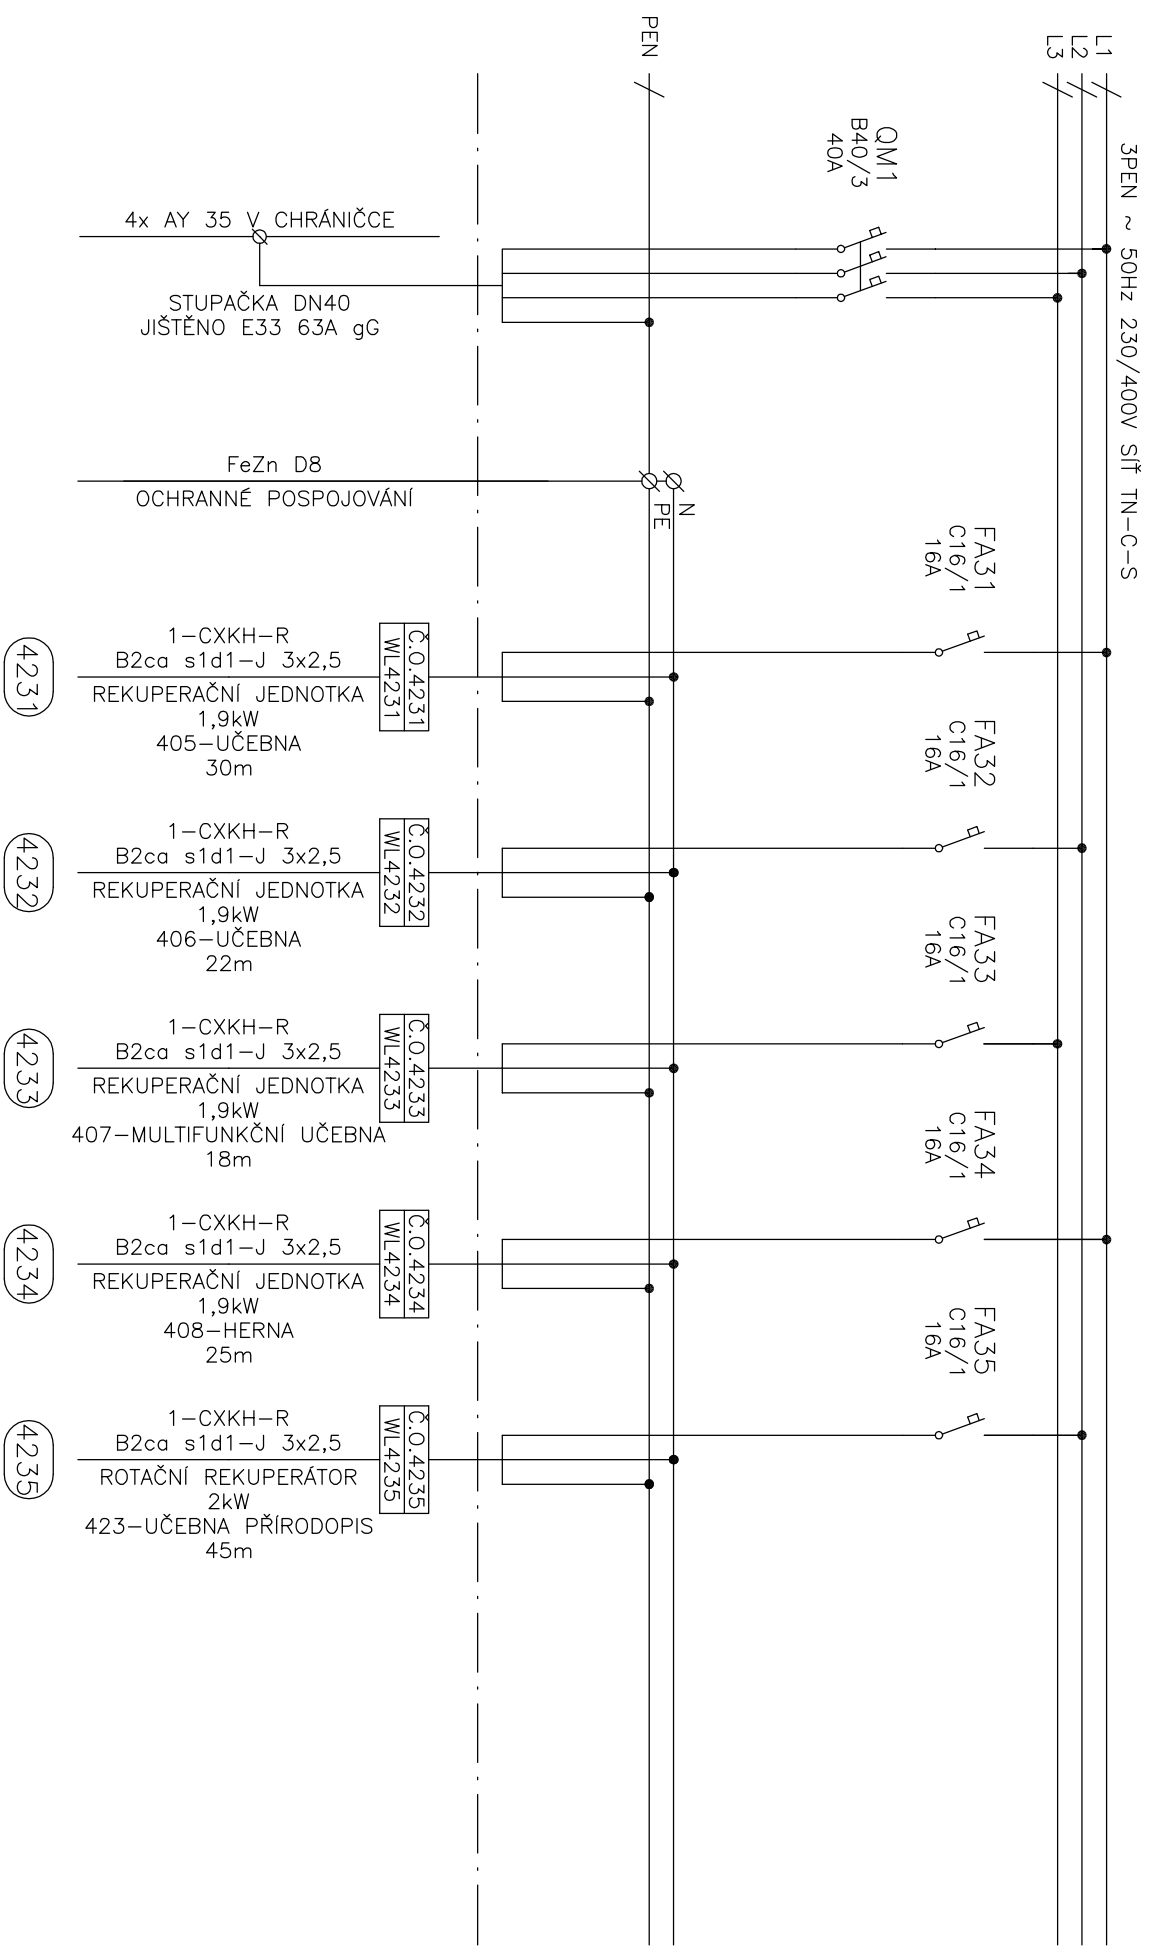 PEN
L1
L2
L3
3PEN ~ 50Hz 230/400V SÍŤ TN-C-S
QM1
B40/3
40A
4x AY 35 V CHRÁNIČCE
STUPAČKA DN40
JIŠTĚNO E33 63A gG
FeZn D8
OCHRANNÉ POSPOJOVÁNÍ
N
PE
FA31
C16/1
16A
1-CXKH-R
B2ca s1d1-J 3x2,5
REKUPERAČNÍ JEDNOTKA
1,9kW
405-UČEBNA
30m
Č.O.4231
WL4231
4231
FA32
C16/1
16A
1-CXKH-R
B2ca s1d1-J 3x2,5
REKUPERAČNÍ JEDNOTKA
1,9kW
406-UČEBNA
22m
Č.O.4232
WL4232
4232
FA33
C16/1
16A
1-CXKH-R
B2ca s1d1-J 3x2,5
REKUPERAČNÍ JEDNOTKA
1,9kW
407-MULTIFUNKČNÍ UČEBNA
18m
Č.O.4233
WL4233
4233
FA34
C16/1
16A
1-CXKH-R
B2ca s1d1-J 3x2,5
REKUPERAČNÍ JEDNOTKA
1,9kW
408-HERNA
25m
Č.O.4234
WL4234
4234
FA35
C16/1
16A
1-CXKH-R
B2ca s1d1-J 3x2,5
ROTAČNÍ REKUPERÁTOR
2kW
423-UČEBNA PŘÍRODOPIS
45m
Č.O.4235
WL4235
4235